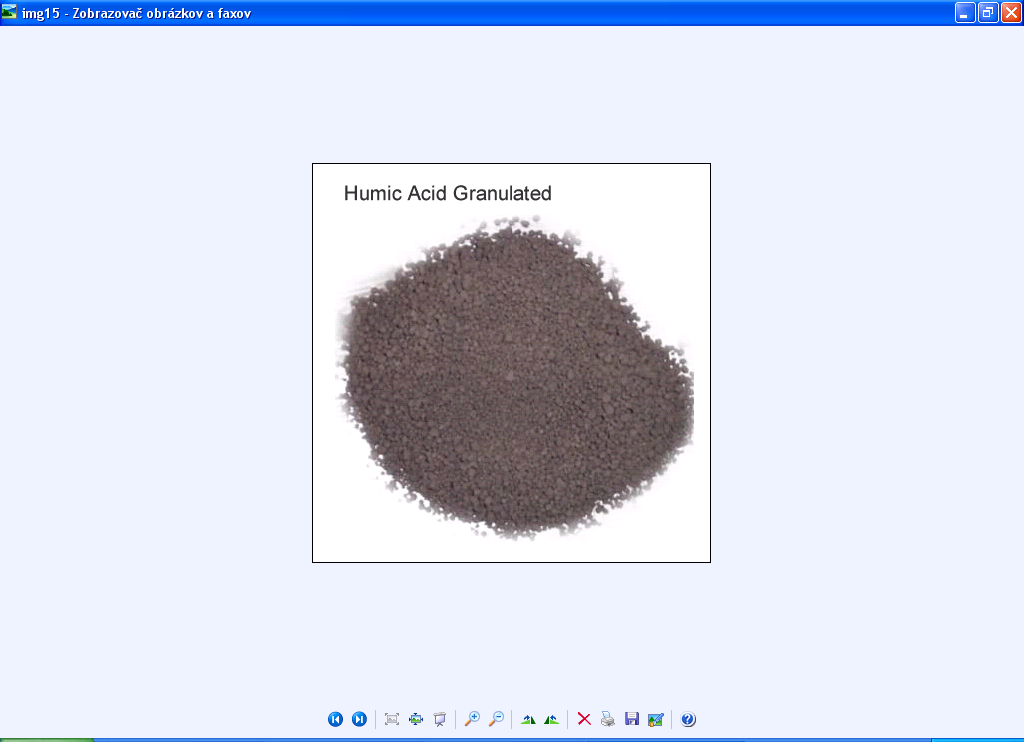 img15 - Zobrazovač obrázkov a faxov
Humic Acid Granulated